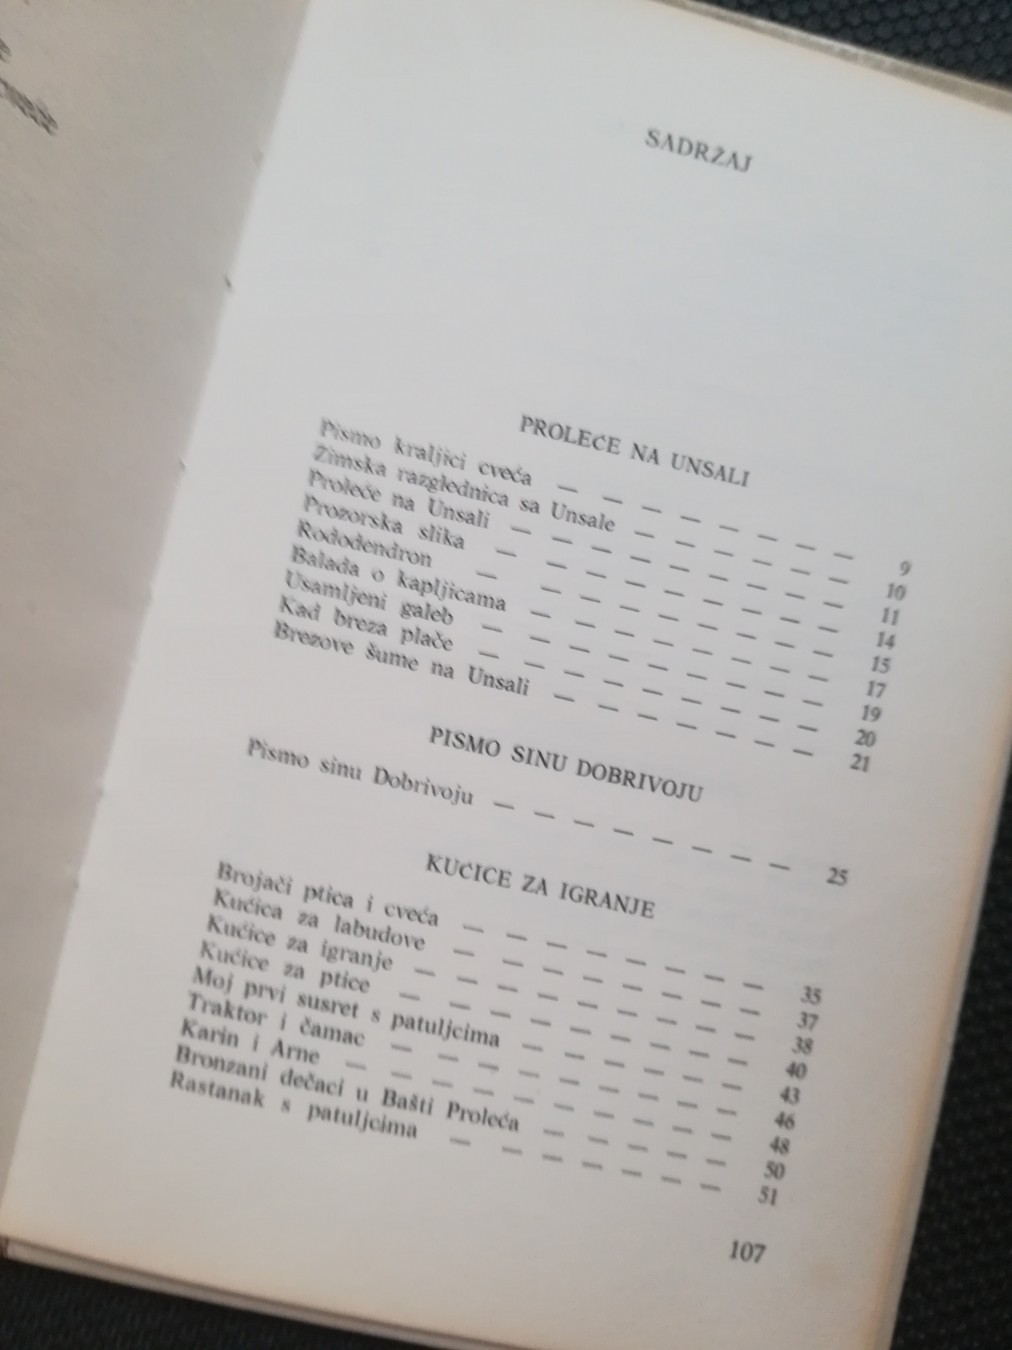 SADRŽAJ
PROLEĆE NA UNSALI
Pismo kraljici cveća — — — — — — — — 9
Zimska razglednica sa Unsale — — — — — — 10
Proleće na Unsali — — — — — — — — — 11
Prozorska slika — — — — — — — — — 14
Rododendron — — — — — — — — — 15
Balada o kapljicama — — — — — — — — 17
Usamljeni galeb — — — — — — — — — 19
Kad breza plače — — — — — — — — — 20
Brezove šume na Unsali — — — — — — — 21
PISMO SINU DOBRIVOJU
Pismo sinu Dobrivoju — — — — — — — — 25
KUĆICE ZA IGRANJE
Brojači ptica i cveća — — — — — — — — 35
Kućica za labudove — — — — — — — — 37
Kućice za igranje — — — — — — — — — 38
Kućice za ptice — — — — — — — — — 40
Moj prvi susret s patuljcima — — — — — — 43
Traktor i čamac — — — — — — — — — 46
Karin i Arne — — — — — — — — — — 48
Bronzani dečaci u Bašti Proleća — — — — — 50
Rastanak s patuljcima — — — — — — — 51
107